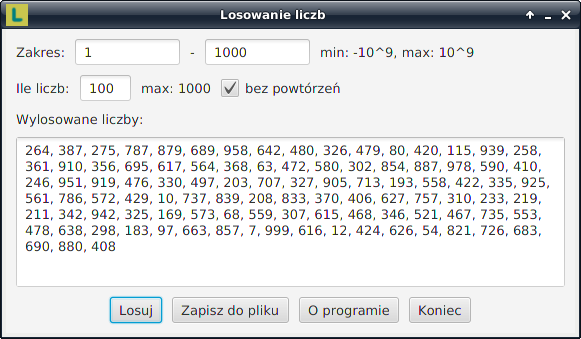 L
Losowanie liczb
Zakres: 1 - 1000 min: -10^9, max: 10^9
Ile liczb: 100 max: 1000 bez powtórzeń
Wylosowane liczby:
264, 387, 275, 787, 879, 689, 958, 642, 480, 326, 479, 80, 420, 115, 939, 258,
361, 910, 356, 695, 617, 564, 368, 63, 472, 580, 302, 854, 887, 978, 590, 410,
246, 951, 919, 476, 330, 497, 203, 707, 327, 905, 713, 193, 558, 422, 335, 925,
561, 786, 572, 429, 10, 737, 839, 208, 833, 370, 406, 627, 757, 310, 233, 219,
211, 342, 942, 325, 169, 573, 68, 559, 307, 615, 468, 346, 521, 467, 735, 553,
478, 638, 298, 183, 97, 663, 857, 7, 999, 616, 12, 424, 626, 54, 821, 726, 683,
690, 880, 408
Losuj Zapisz do pliku O programie Koniec